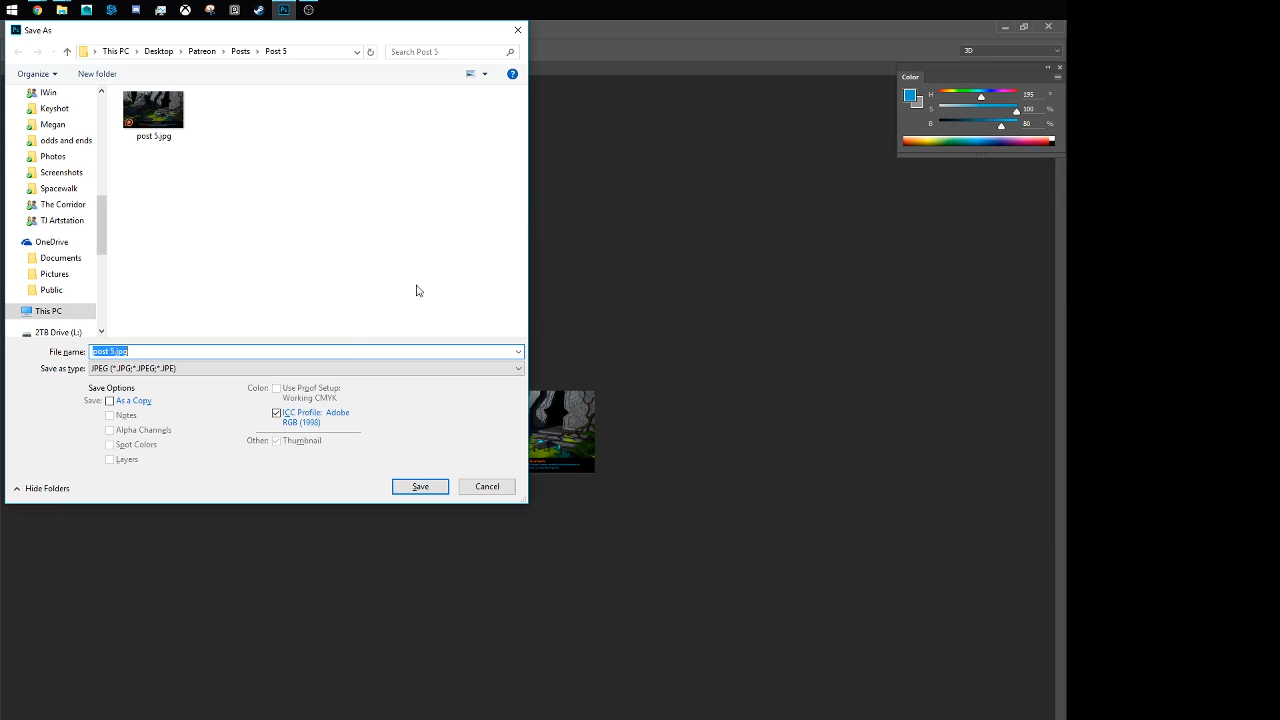 Save As
3D
This PC
Desktop
Patreon
Posts
Post 5
Search Post 5
Color
Organize
New folder
H
195
°
S
100
%
B
80
%
IWin
Keyshot
Megan
odds and ends
Photos
Screenshots
Spacewalk
The Corridor
TJ Artstation
OneDrive
Documents
Pictures
Public
This PC
2TB Drive (L:)
post 5.jpg
File name:
post 5.jpg
Save as type:
JPEG (*.JPG;*.JPEG;*.JPE)
Save Options
Save:
As a Copy
Notes
Alpha Channels
Spot Colors
Layers
Color:
Use Proof Setup:
Working CMYK
ICC Profile: Adobe
RGB (1998)
Other:
Thumbnail
Hide Folders
Save
Cancel